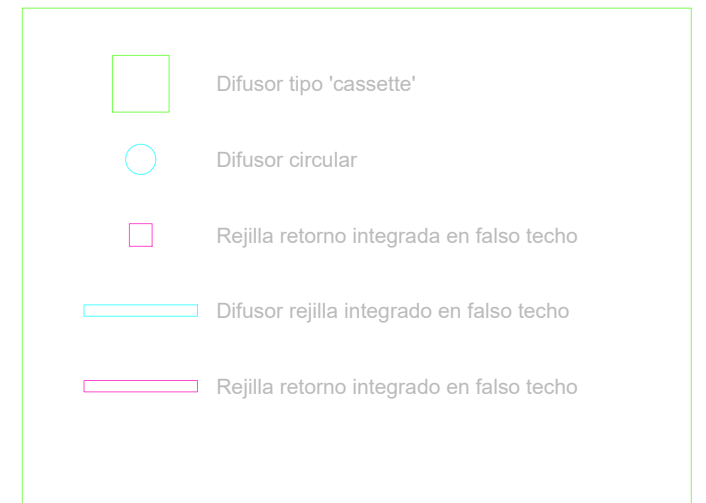 Difusor tipo 'cassette'
Difusor circular
Rejilla retorno integrada en falso techo
Difusor rejilla integrado en falso techo
Rejilla retorno integrado en falso techo